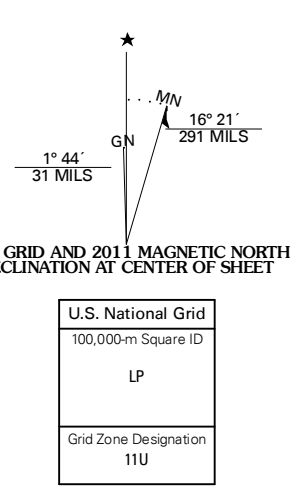 ★
MN
GN
16° 21´
291 MILS
1° 44´
31 MILS
GRID AND 2011 MAGNETIC NORTH
CLINATION AT CENTER OF SHEET
U.S. National Grid
100,000-m Square ID
LP
Grid Zone Designation
11U